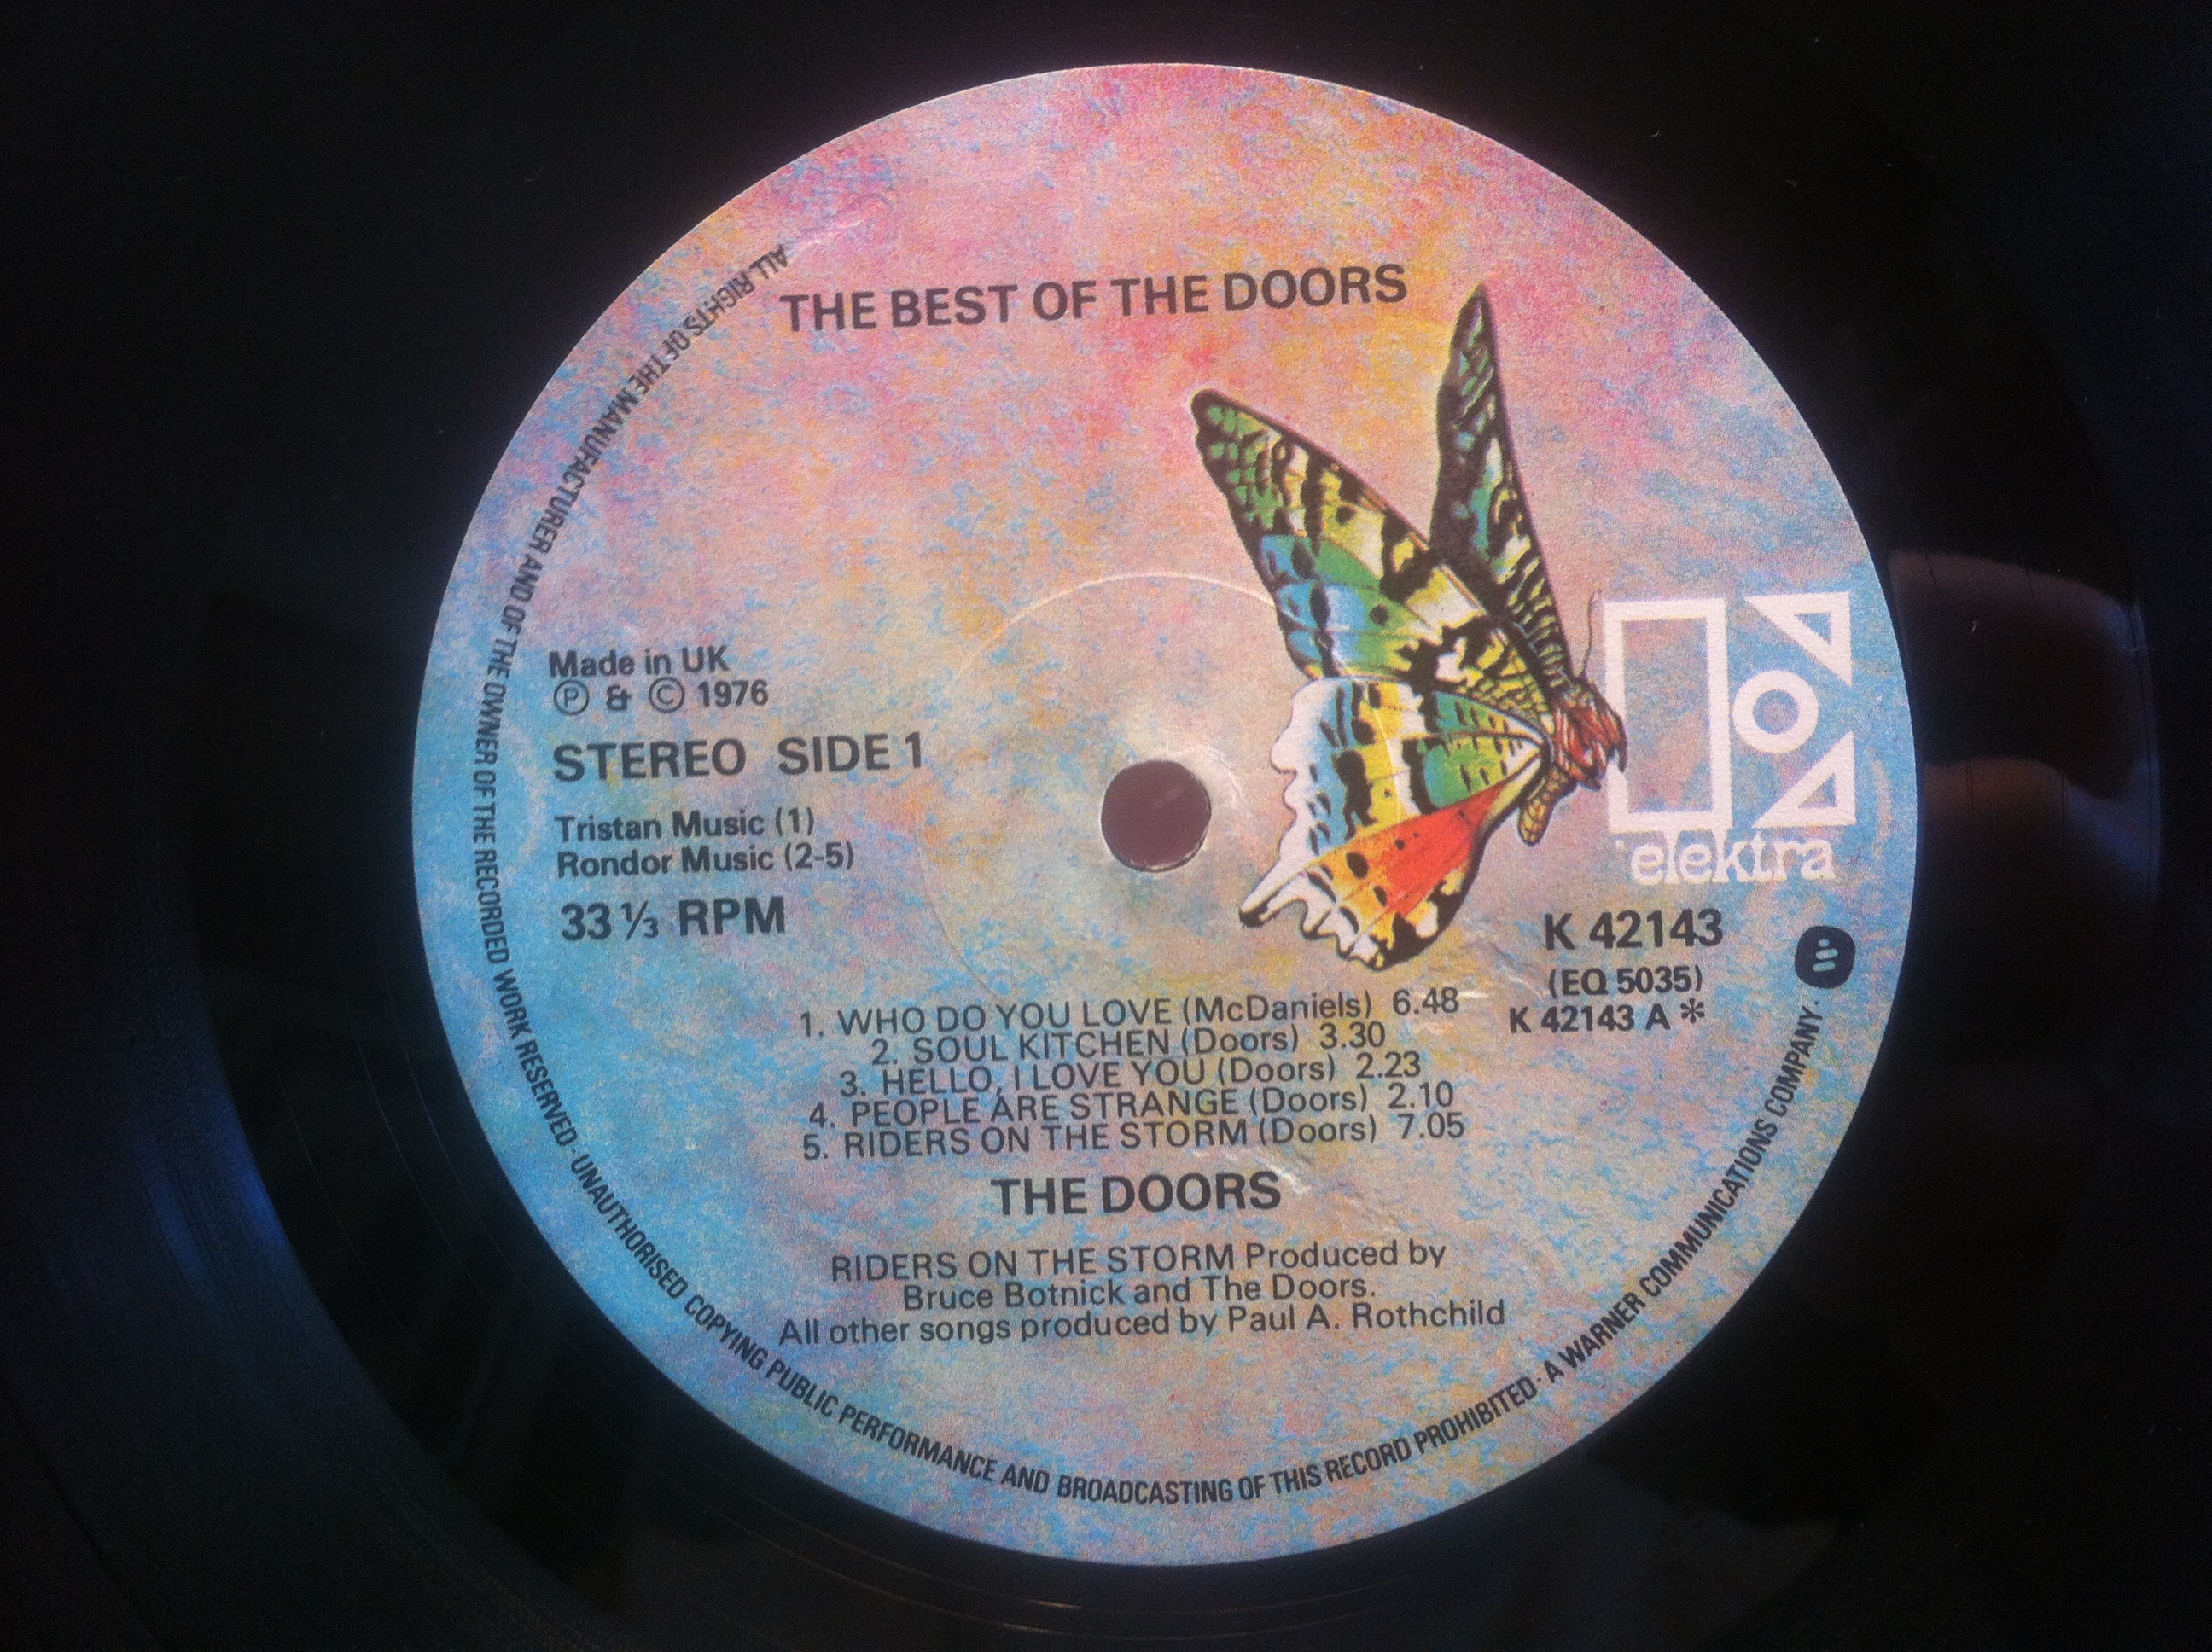 THE BEST OF THE DOORS
Made in UK
Ⓟ & © 1976
STEREO SIDE 1
Tristan Music (1)
Rondor Music (2-5)
33 ⅓ RPM
elektra
K 42143
(EQ 5035)
K 42143 A *
1. WHO DO YOU LOVE (McDaniels) 6.48
2. SOUL KITCHEN (Doors) 3.30
3. HELLO, I LOVE YOU (Doors) 2.23
4. PEOPLE ARE STRANGE (Doors) 2.10
5. RIDERS ON THE STORM (Doors) 7.05
THE DOORS
RIDERS ON THE STORM Produced by
Bruce Botnick and The Doors.
All other songs produced by Paul A. Rothchild
ALL RIGHTS OF THE MANUFACTURER AND OF THE OWNER OF THE RECORDED WORK RESERVED · UNAUTHORISED COPYING PUBLIC PERFORMANCE AND BROADCASTING OF THIS RECORD PROHIBITED · A WARNER COMMUNICATIONS COMPANY ·